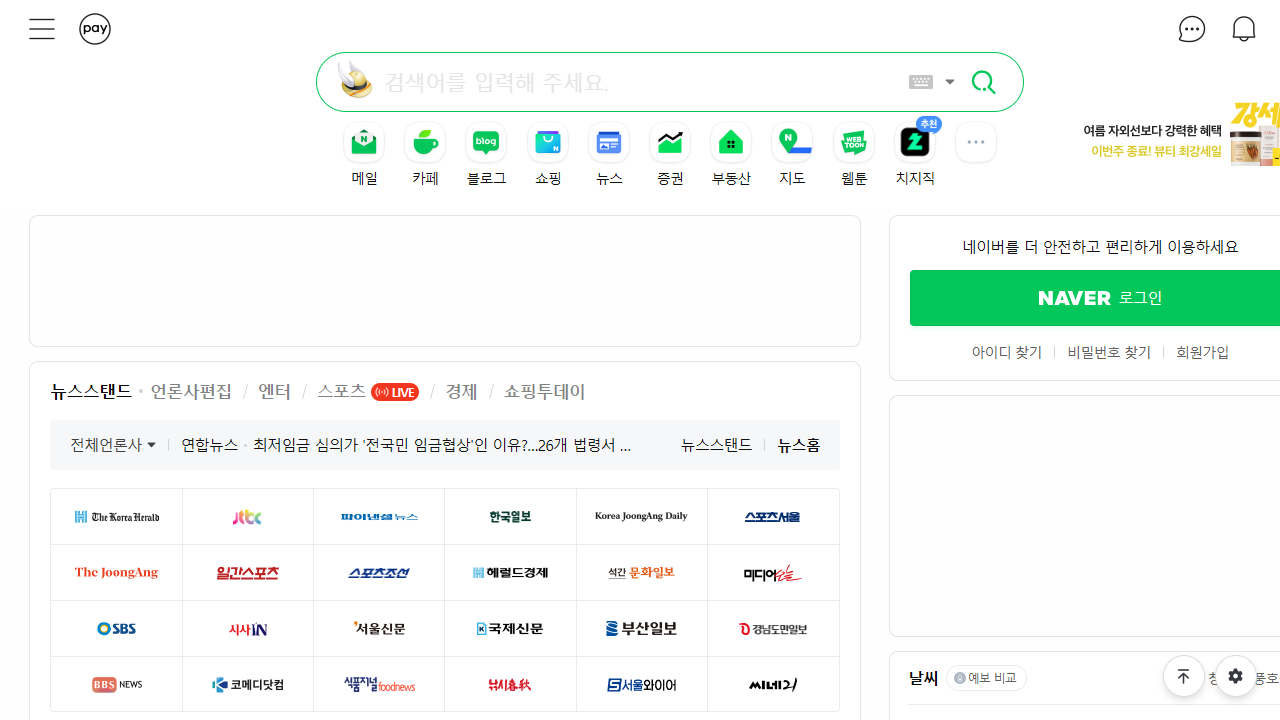 pay
검색어를 입력해 주세요.
추천
blog
WEB TOON
메일 카페 블로그 쇼핑 뉴스 증권 부동산 지도 웹툰 치지직
여름 자외선보다 강력한 혜택
이번주 종료! 뷰티 최강세일
강세
네이버를 더 안전하고 편리하게 이용하세요
NAVER 로그인
아이디 찾기 비밀번호 찾기 회원가입
뉴스스탠드 언론사편집 / 엔터 / 스포츠 LIVE / 경제 / 쇼핑투데이
전체언론사 연합뉴스 최저임금 심의가 '전국민 임금협상'인 이유?...26개 법령서 ... 뉴스스탠드 뉴스홈
The Korea Herald jtbc 파이낸셜뉴스 한국일보 Korea JoongAng Daily 스포츠서울
The JoongAng 일간스포츠 스포츠조선 헤럴드경제 석간 문화일보 미디어오늘
SBS 시사IN 서울신문 국제신문 부산일보 경남도민일보
BBS NEWS 코메디닷컴 식품저널 foodnews 낚시春秋 서울와이어 씨네21
날씨 예보 비교